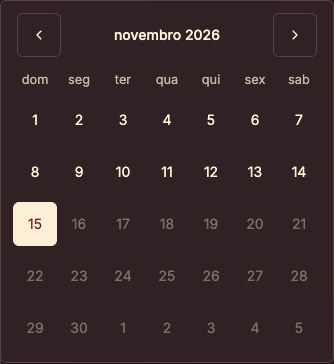 novembro 2026
dom seg ter qua qui sex sab
1 2 3 4 5 6 7
8 9 10 11 12 13 14
15 16 17 18 19 20 21
22 23 24 25 26 27 28
29 30 1 2 3 4 5